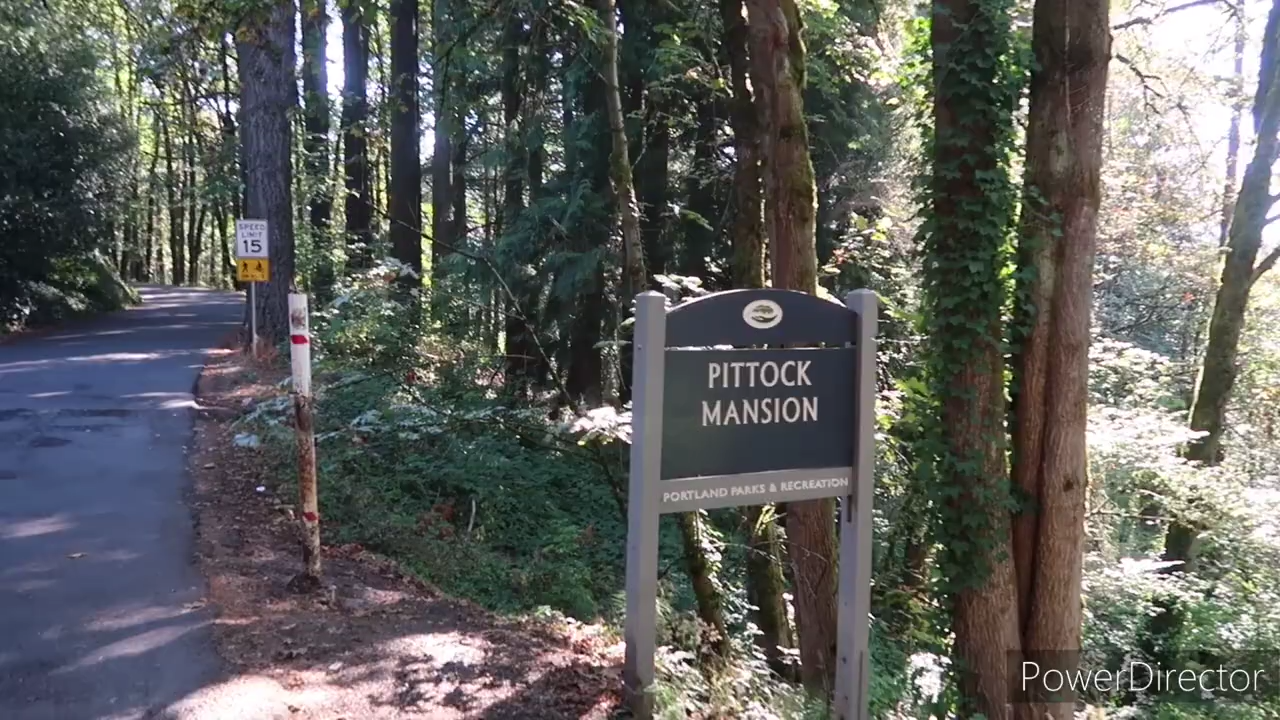 SPEED
LIMIT
15
PITTOCK
MANSION
PORTLAND PARKS & RECREATION
PowerDirector